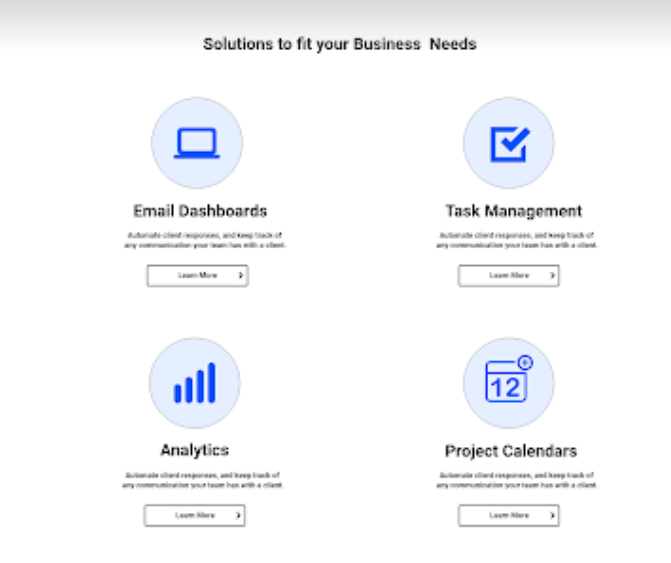 Solutions to fit your Business Needs
Email Dashboards
Automate client responses, and keep track of
any communication your team has with a client.
Learn More
Task Management
Automate client responses, and keep track of
any communication your team has with a client.
Learn More
12
Analytics
Automate client responses, and keep track of
any communication your team has with a client.
Learn More
Project Calendars
Automate client responses, and keep track of
any communication your team has with a client.
Learn More